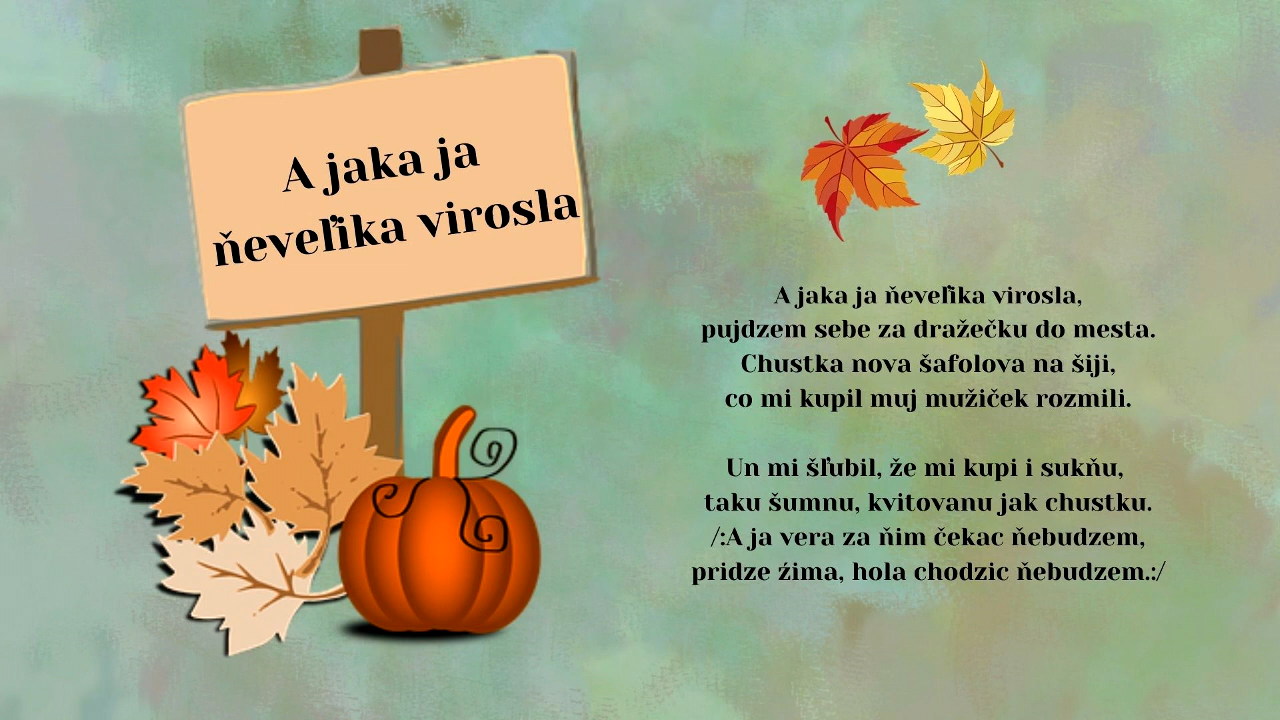 A jaka ja
ňeveľika virosla
A jaka ja ňeveľika virosla,
pujdzem sebe za dražečku do mesta.
Chustka nova šafolova na šiji,
co mi kupil muj mužiček rozmili.
Un mi šľubil, že mi kupi i sukňu,
taku šumnu, kvitovanu jak chustku.
/:A ja vera za ňim čekac ňebudzem,
pridze źima, hola chodzic ňebudzem.:/